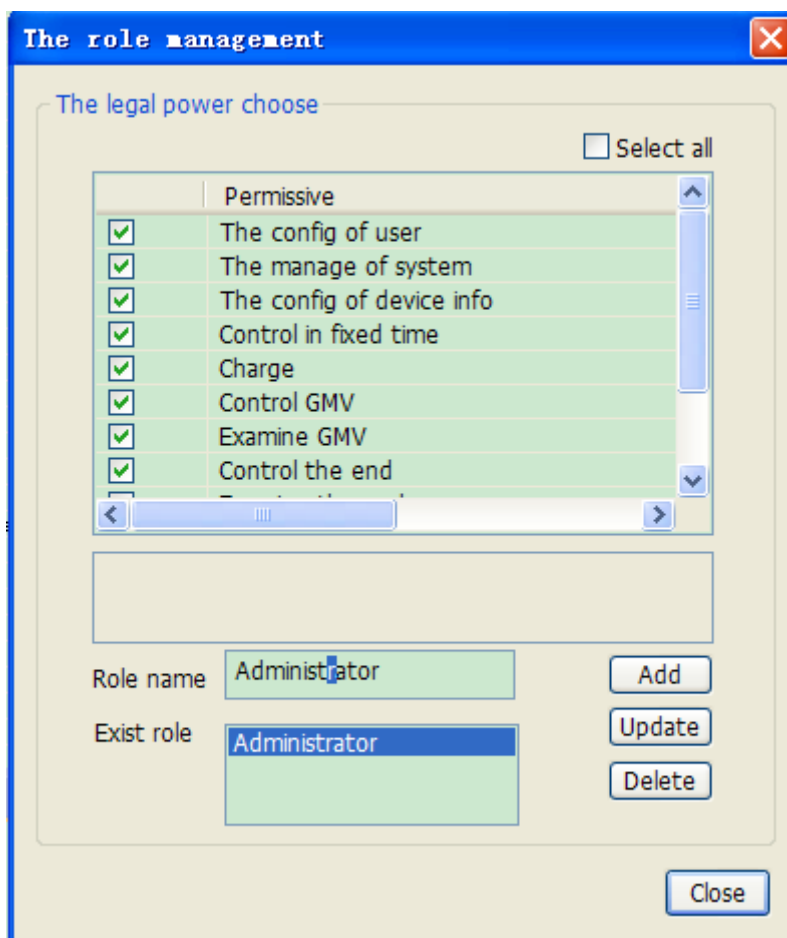 The role management
The legal power choose
Select all
Permissive
The config of user
The manage of system
The config of device info
Control in fixed time
Charge
Control GMV
Examine GMV
Control the end
Role name Administrator Add
Exist role Administrator Update
Delete
Close